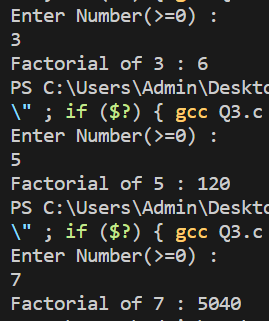 Enter Number(>=0) :
3
Factorial of 3 : 6
PS C:\Users\Admin\Deskto
\" ; if ($?) { gcc Q3.c
Enter Number(>=0) :
5
Factorial of 5 : 120
PS C:\Users\Admin\Deskto
\" ; if ($?) { gcc Q3.c
Enter Number(>=0) :
7
Factorial of 7 : 5040